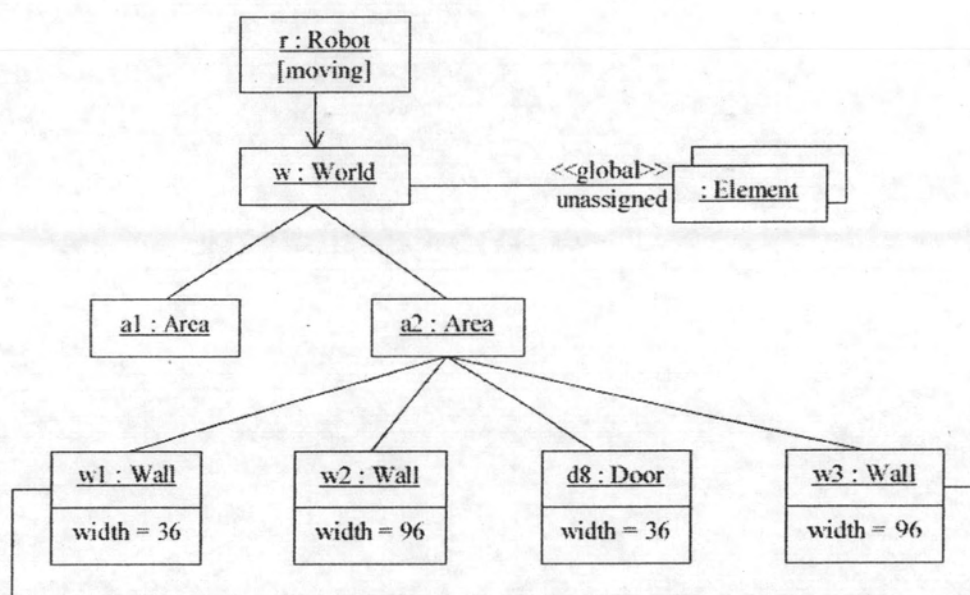 r : Robot
[moving]
w : World
<<global>>
unassigned
: Element
a1 : Area
a2 : Area
w1 : Wall
width = 36
w2 : Wall
width = 96
d8 : Door
width = 36
w3 : Wall
width = 96